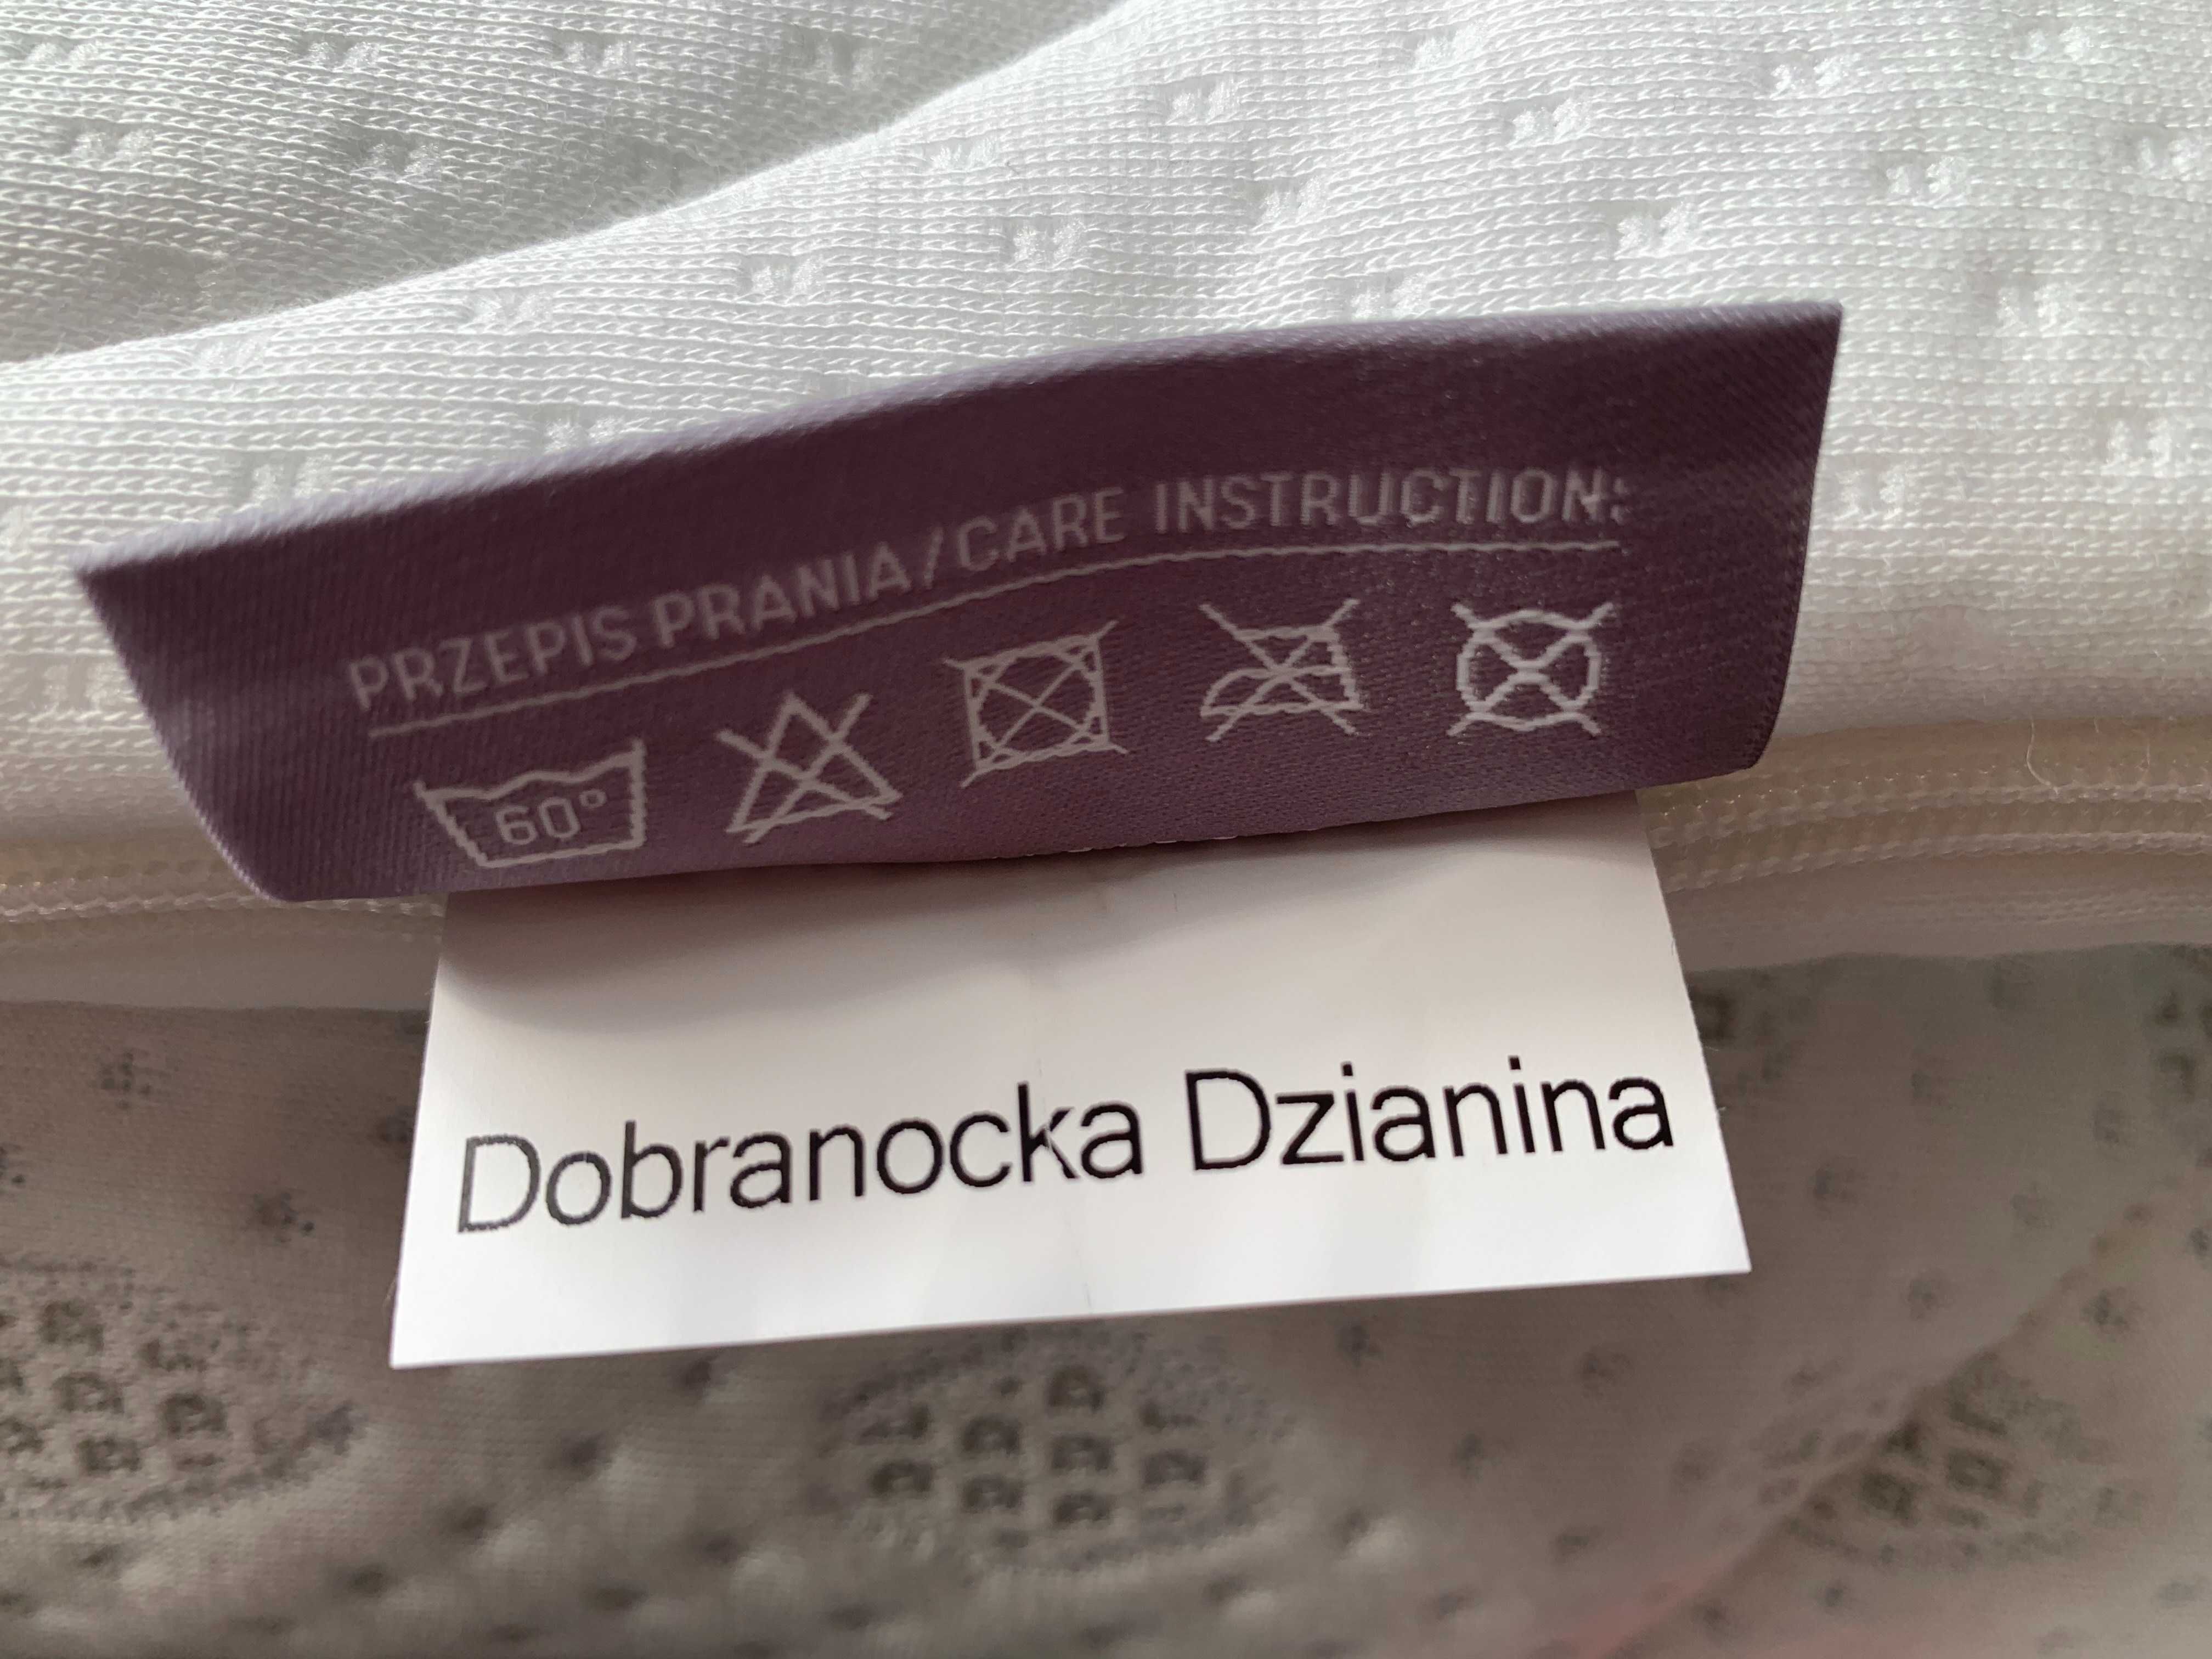 PRZEPIS PRANIA/CARE INSTRUCTION:
60°
Dobranocka Dzianina